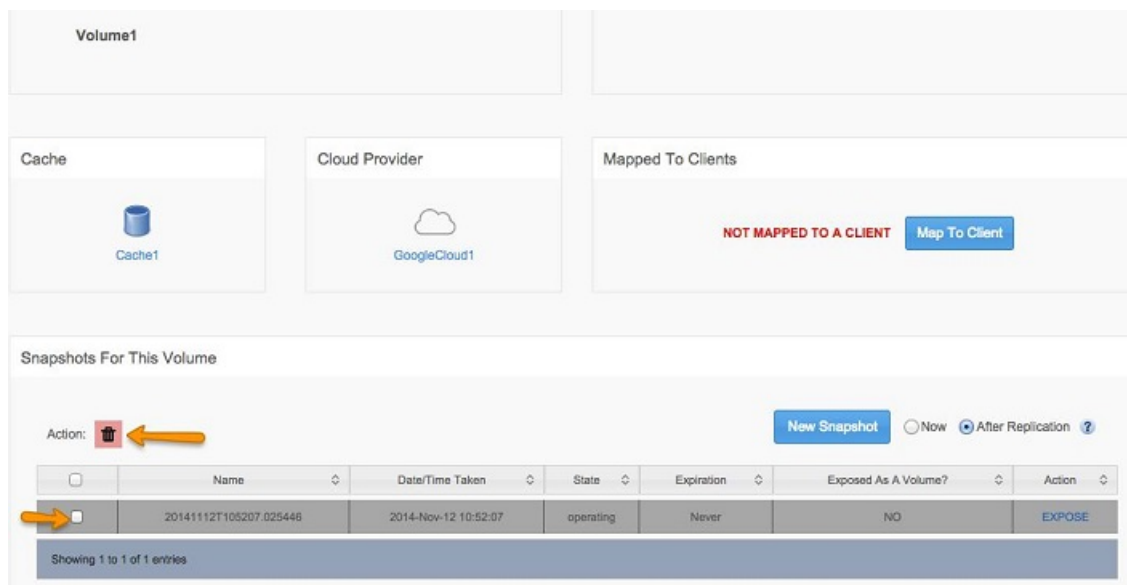 Volume1
Cache
Cloud Provider
Mapped To Clients
NOT MAPPED TO A CLIENT
Map To Client
Cache1
GoogleCloud1
Snapshots For This Volume
Action:
New Snapshot
Now
After Replication
?
Name
Date/Time Taken
State
Expiration
Exposed As A Volume?
Action
20141112T105207.025446
2014-Nov-12 10:52:07
operating
Never
NO
EXPOSE
Showing 1 to 1 of 1 entries